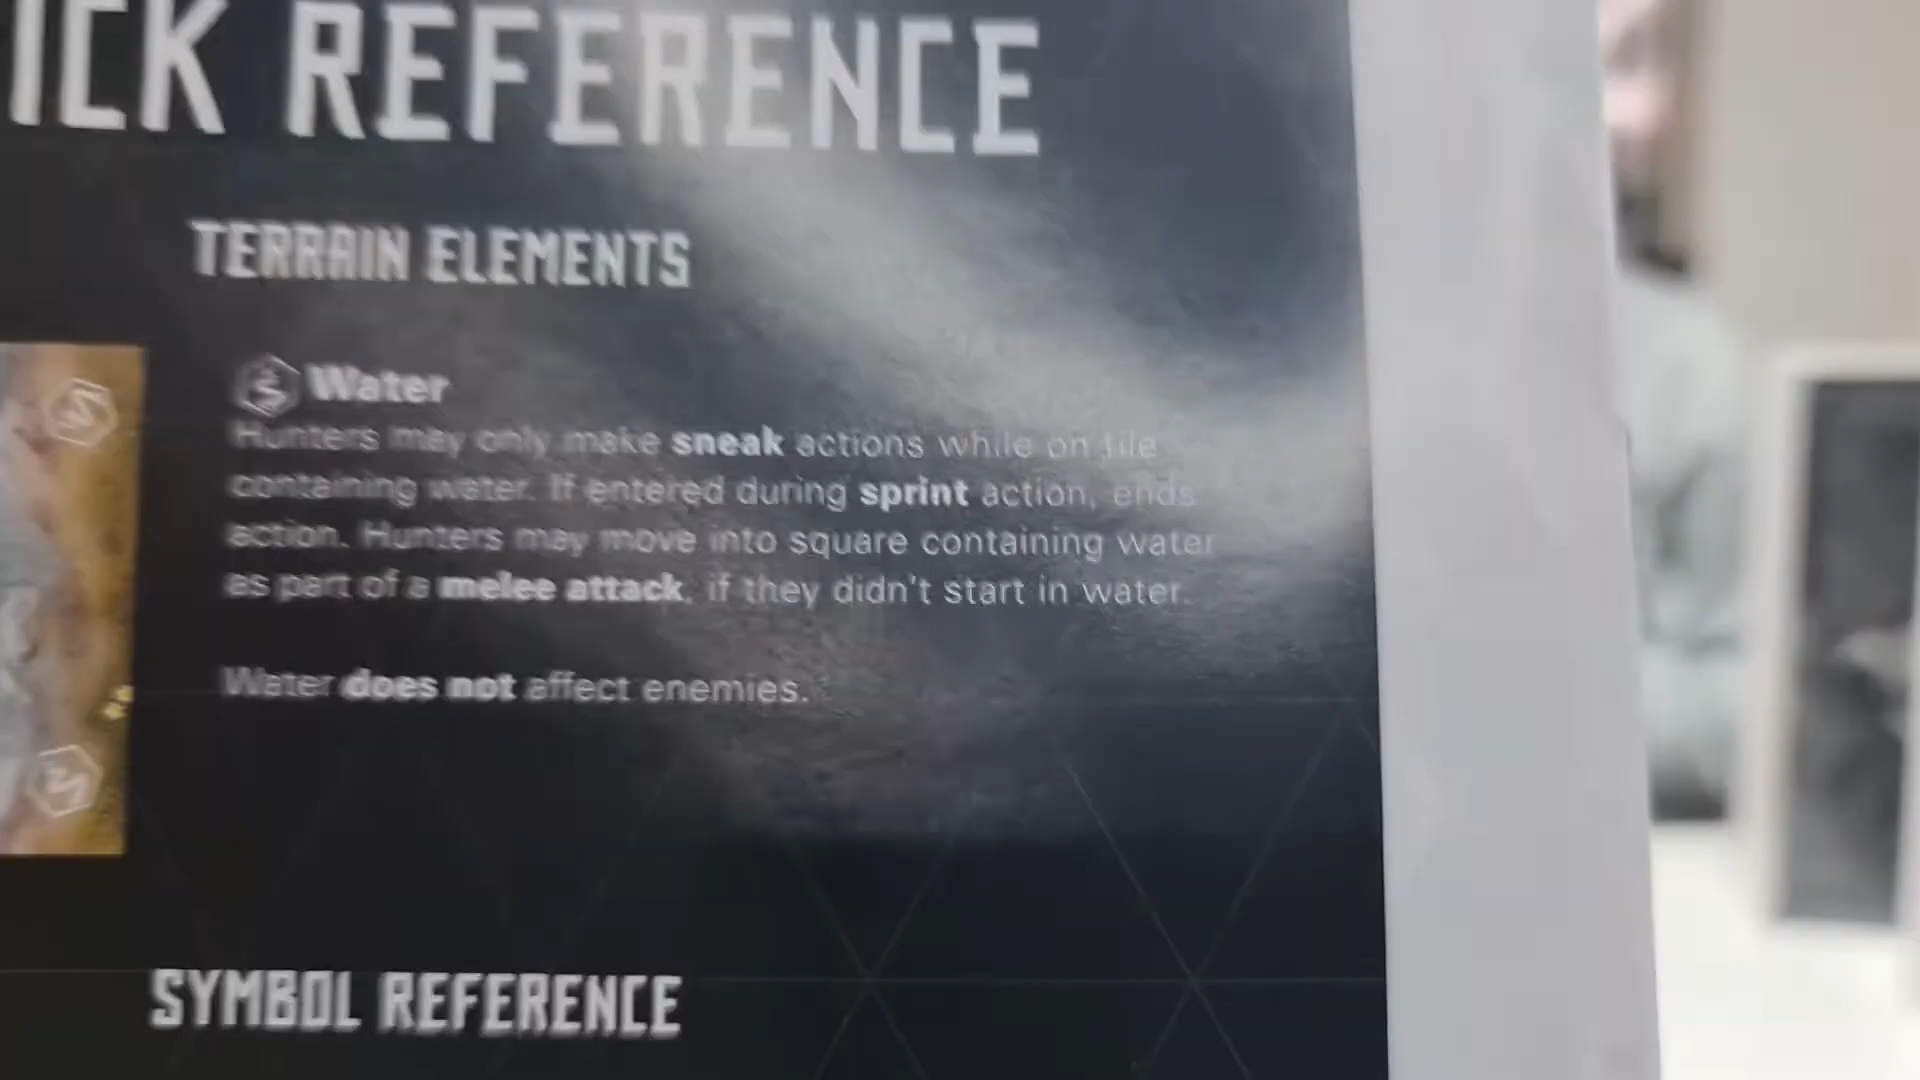 ICK REFERENCE
TERRAIN ELEMENTS
Water
Hunters may only make sneak actions while on tile
containing water. If entered during sprint action, ends
action. Hunters may move into square containing water
as part of a melee attack, if they didn't start in water.
Water does not affect enemies.
SYMBOL REFERENCE